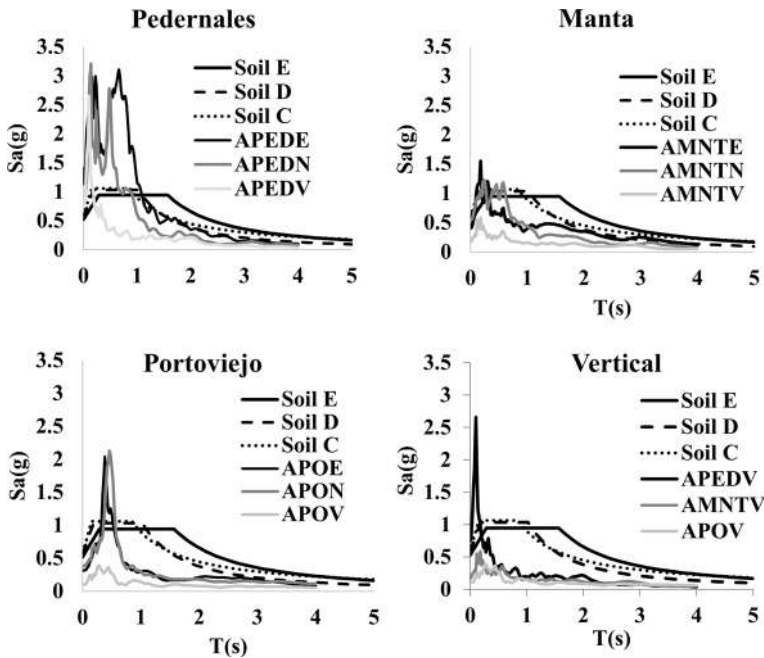 Pedernales
3.5
3
2.5
2
1.5
1
0.5
0
Sa(g)
0 1 2 3 4 5
T(s)
Soil E
Soil D
Soil C
APEDE
APEDN
APEDV
Manta
3.5
3
2.5
2
1.5
1
0.5
0
Sa(g)
0 1 2 3 4 5
T(s)
Soil E
Soil D
Soil C
AMNTE
AMNTN
AMNTV
Portoviejo
3.5
3
2.5
2
1.5
1
0.5
0
Sa(g)
0 1 2 3 4 5
T(s)
Soil E
Soil D
Soil C
APOE
APON
APOV
Vertical
3.5
3
2.5
2
1.5
1
0.5
0
Sa(g)
0 1 2 3 4 5
T(s)
Soil E
Soil D
Soil C
APEDV
AMNTV
APOV